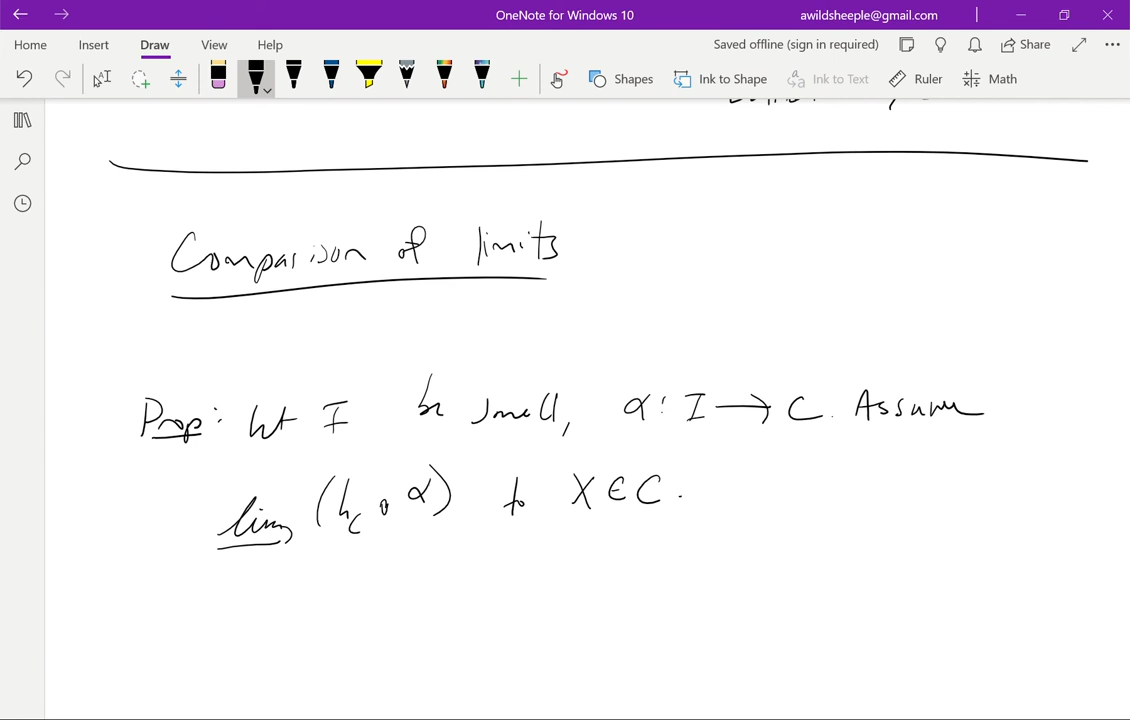 OneNote for Windows 10
awildsheeple@gmail.com
Home Insert Draw View Help
Saved offline (sign in required)
Share
Shapes
Ink to Shape
Ink to Text
Ruler
Math
Comparison of limits
Prop: let I be small, α: I → C. Assume
lim (h_C ∘ α) to X ∈ C.